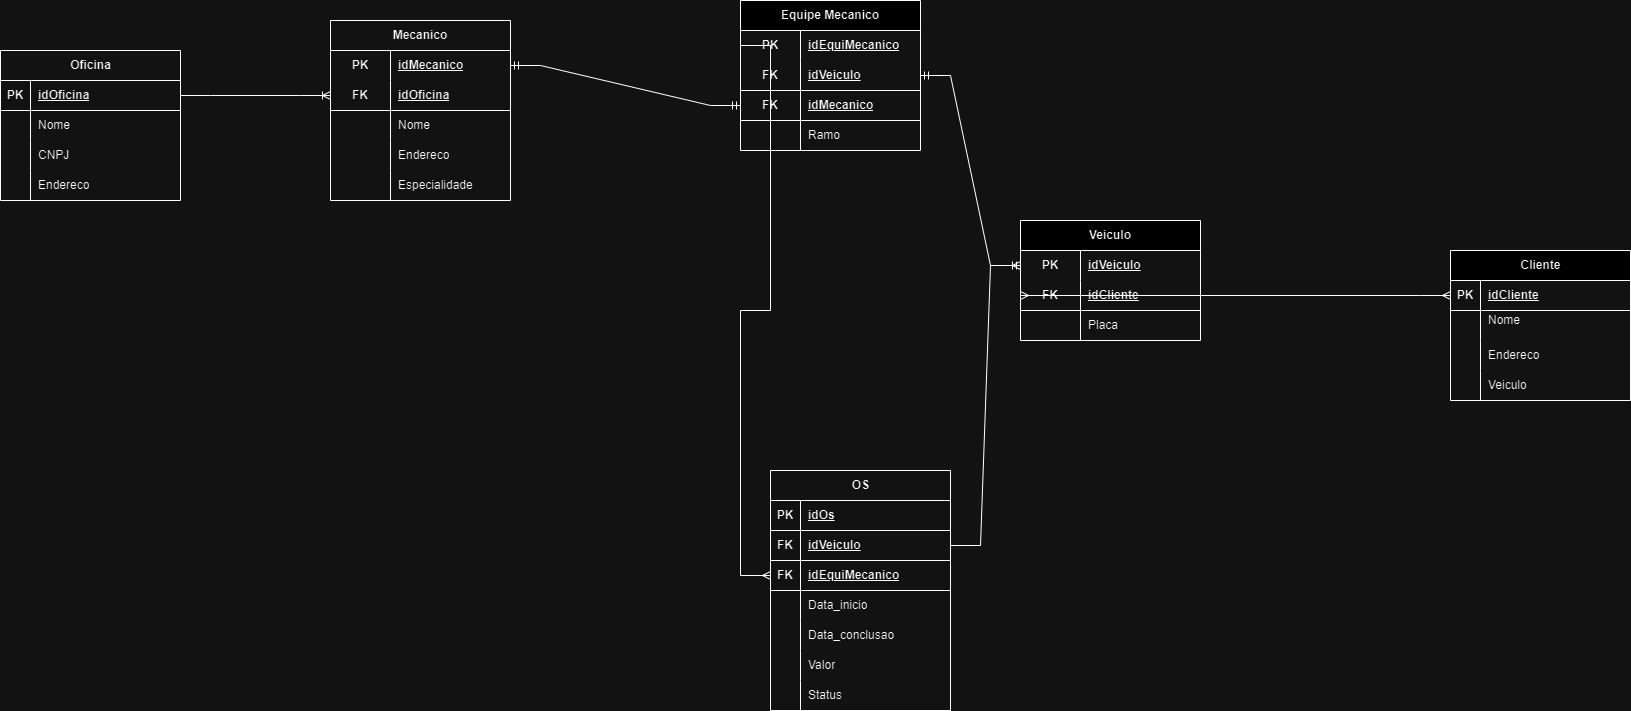 Oficina
PK idOficina
Nome
CNPJ
Endereco
Mecanico
PK idMecanico
FK idOficina
Nome
Endereco
Especialidade
Equipe Mecanico
PK idEquiMecanico
FK idVeiculo
FK idMecanico
Ramo
Veiculo
PK idVeiculo
FK idCliente
Placa
Cliente
PK idCliente
Nome
Endereco
Veiculo
OS
PK idOs
FK idVeiculo
FK idEquiMecanico
Data_inicio
Data_conclusao
Valor
Status